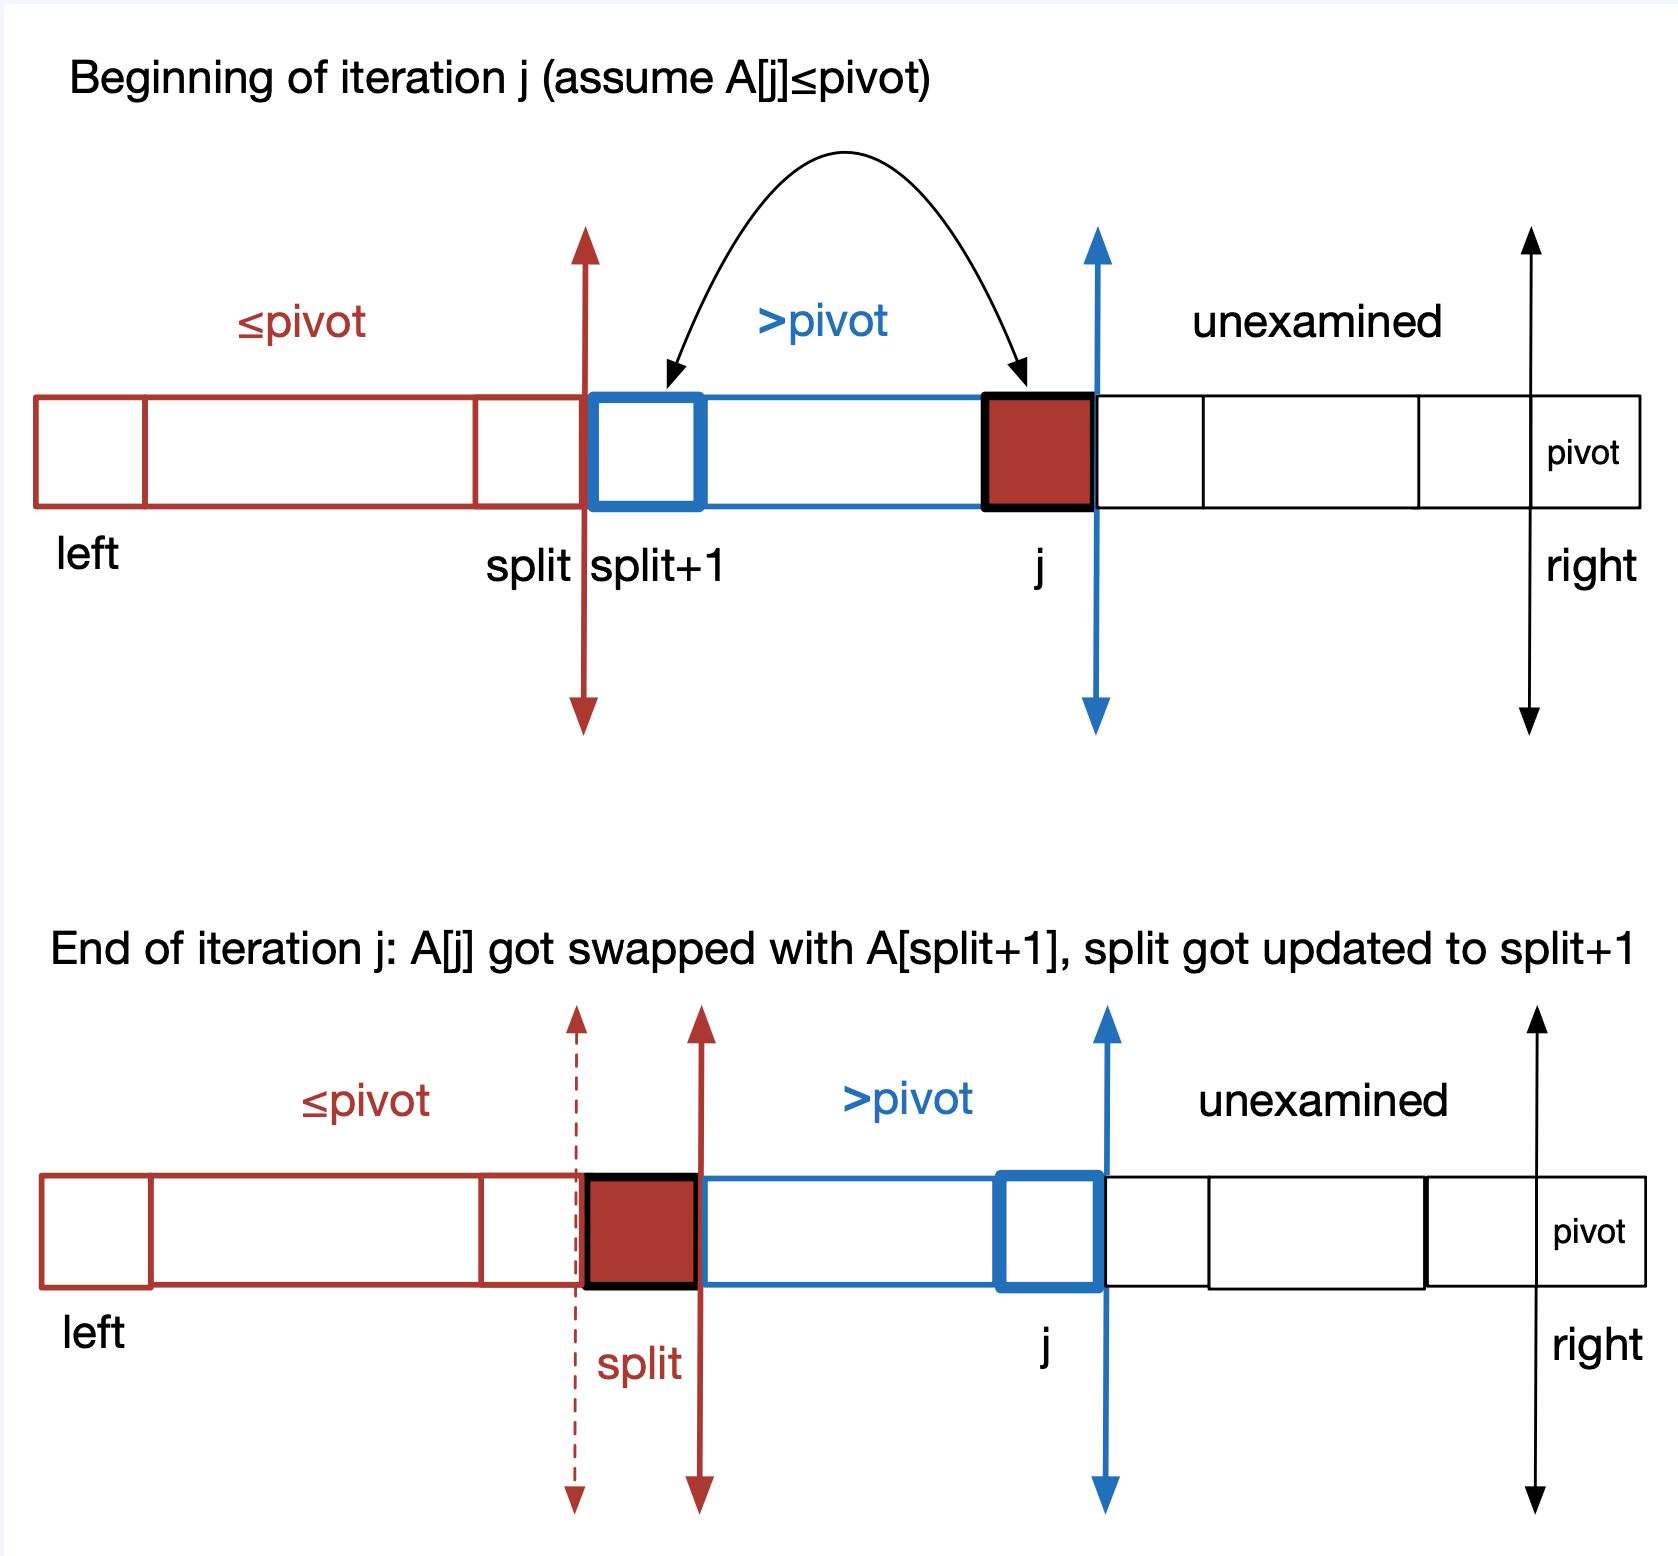 Beginning of iteration j (assume A[j]≤pivot)
≤pivot >pivot unexamined
pivot
left split split+1 j right
End of iteration j: A[j] got swapped with A[split+1], split got updated to split+1
≤pivot >pivot unexamined
pivot
left split j right